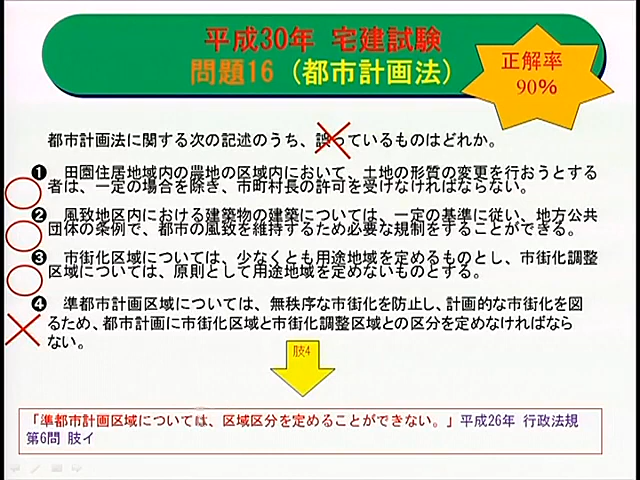 平成30年 宅建試験
問題16（都市計画法）
正解率
90%
都市計画法に関する次の記述のうち、誤っているものはどれか。
❶ 田園住居地域内の農地の区域内において、土地の形質の変更を行おうとする
者は、一定の場合を除き、市町村長の許可を受けなければならない。
❷ 風致地区内における建築物の建築については、一定の基準に従い、地方公共
団体の条例で、都市の風致を維持するため必要な規制をすることができる。
❸ 市街化区域については、少なくとも用途地域を定めるものとし、市街化調整
区域については、原則として用途地域を定めないものとする。
❹ 準都市計画区域については、無秩序な市街化を防止し、計画的な市街化を図
るため、都市計画に市街化区域と市街化調整区域との区分を定めなければなら
ない。
肢4
「準都市計画区域については、区域区分を定めることができない。」平成26年 行政法規
第6問 肢イ